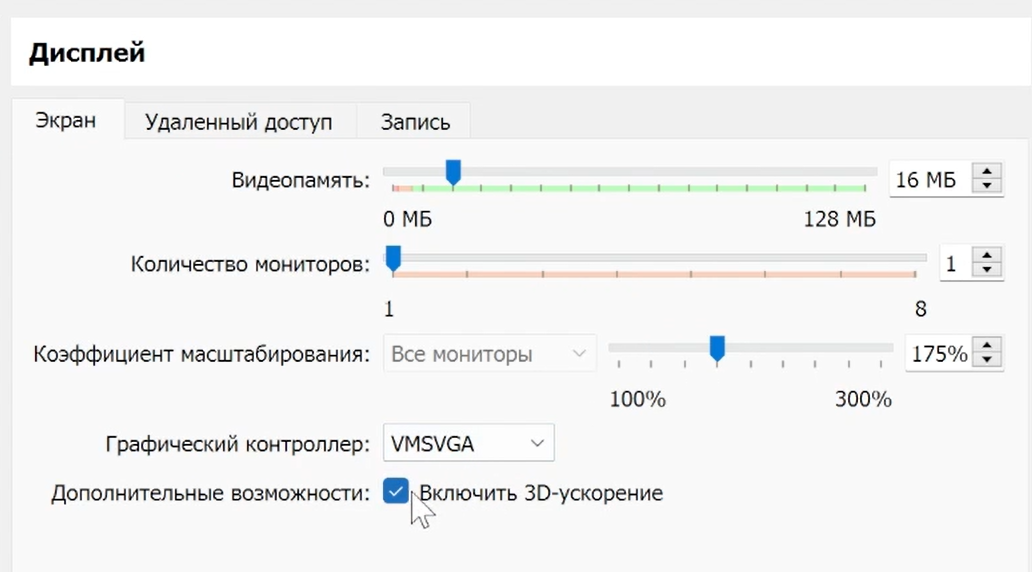 Дисплей
Экран Удаленный доступ Запись
Видеопамять: 16 МБ
0 МБ 128 МБ
Количество мониторов: 1
1 8
Коэффициент масштабирования: Все мониторы 175%
100% 300%
Графический контроллер: VMSVGA
Дополнительные возможности: Включить 3D-ускорение